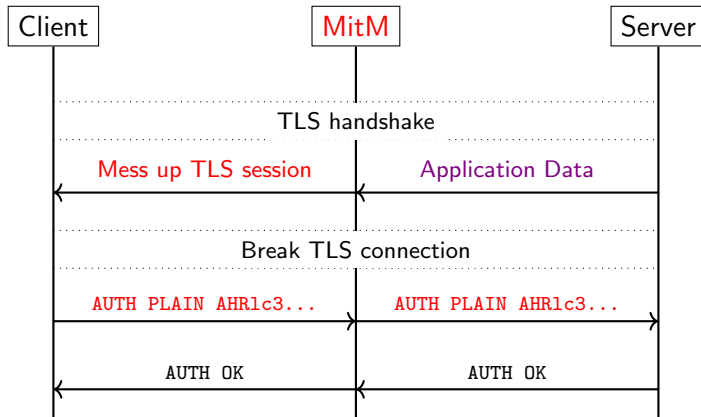 Client MitM Server
TLS handshake
Mess up TLS session Application Data
Break TLS connection
AUTH PLAIN AHRlc3... AUTH PLAIN AHRlc3...
AUTH OK AUTH OK